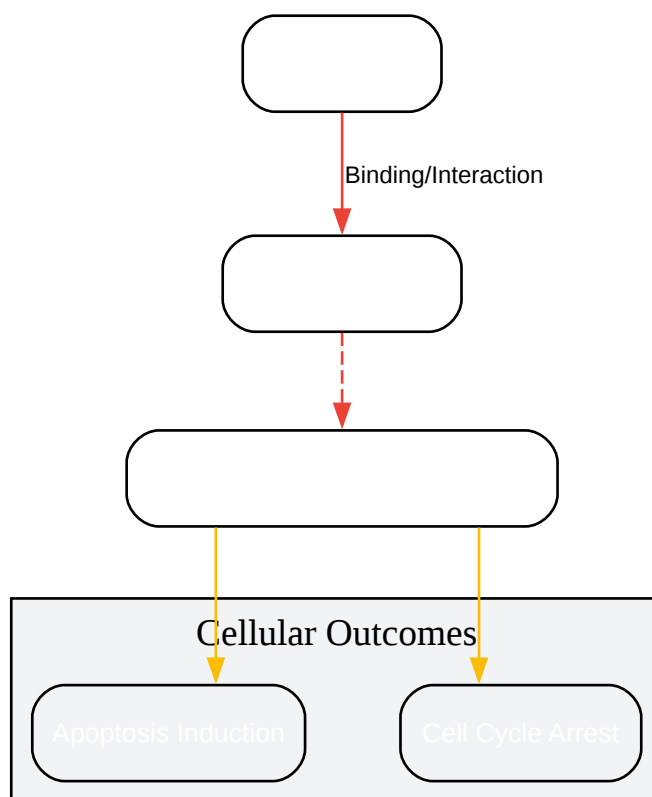 Binding/Interaction
Cellular Outcomes
Apoptosis Induction
Cell Cycle Arrest